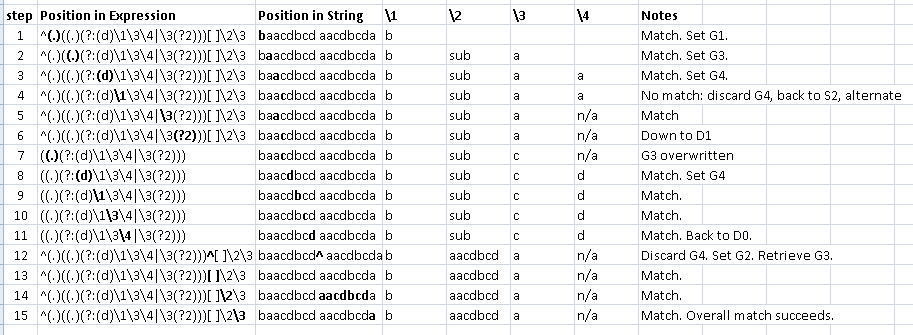 step Position in Expression Position in String \1 \2 \3 \4 Notes
1 ^(.)((.)(?:(d)\1\3\4|\3(?2)))[ ]\2\3 baacdbcd aacdbcda b Match. Set G1.
2 ^(.)((.)(?:(d)\1\3\4|\3(?2)))[ ]\2\3 baacdbcd aacdbcda b sub a Match. Set G3.
3 ^(.)((.)(?:(d)\1\3\4|\3(?2)))[ ]\2\3 baacdbcd aacdbcda b sub a a Match. Set G4.
4 ^(.)((.)(?:(d)\1\3\4|\3(?2)))[ ]\2\3 baacdbcd aacdbcda b sub a a No match: discard G4, back to S2, alternate
5 ^(.)((.)(?:(d)\1\3\4|\3(?2)))[ ]\2\3 baacdbcd aacdbcda b sub a n/a Match
6 ^(.)((.)(?:(d)\1\3\4|\3(?2)))[ ]\2\3 baacdbcd aacdbcda b sub a n/a Down to D1
7 ((.)(?:(d)\1\3\4|\3(?2))) baacdbcd aacdbcda b sub c n/a G3 overwritten
8 ((.)(?:(d)\1\3\4|\3(?2))) baacdbcd aacdbcda b sub c d Match. Set G4
9 ((.)(?:(d)\1\3\4|\3(?2))) baacdbcd aacdbcda b sub c d Match.
10 ((.)(?:(d)\1\3\4|\3(?2))) baacdbcd aacdbcda b sub c d Match.
11 ((.)(?:(d)\1\3\4|\3(?2))) baacdbcd aacdbcda b sub c d Match. Back to D0.
12 ^(.)((.)(?:(d)\1\3\4|\3(?2)))^[ ]\2\3 baacdbcd^ aacdbcda b aacdbcd a n/a Discard G4. Set G2. Retrieve G3.
13 ^(.)((.)(?:(d)\1\3\4|\3(?2)))[ ]\2\3 baacdbcd aacdbcda b aacdbcd a n/a Match.
14 ^(.)((.)(?:(d)\1\3\4|\3(?2)))[ ]\2\3 baacdbcd aacdbcda b aacdbcd a n/a Match.
15 ^(.)((.)(?:(d)\1\3\4|\3(?2)))[ ]\2\3 baacdbcd aacdbcda b aacdbcd a n/a Match. Overall match succeeds.